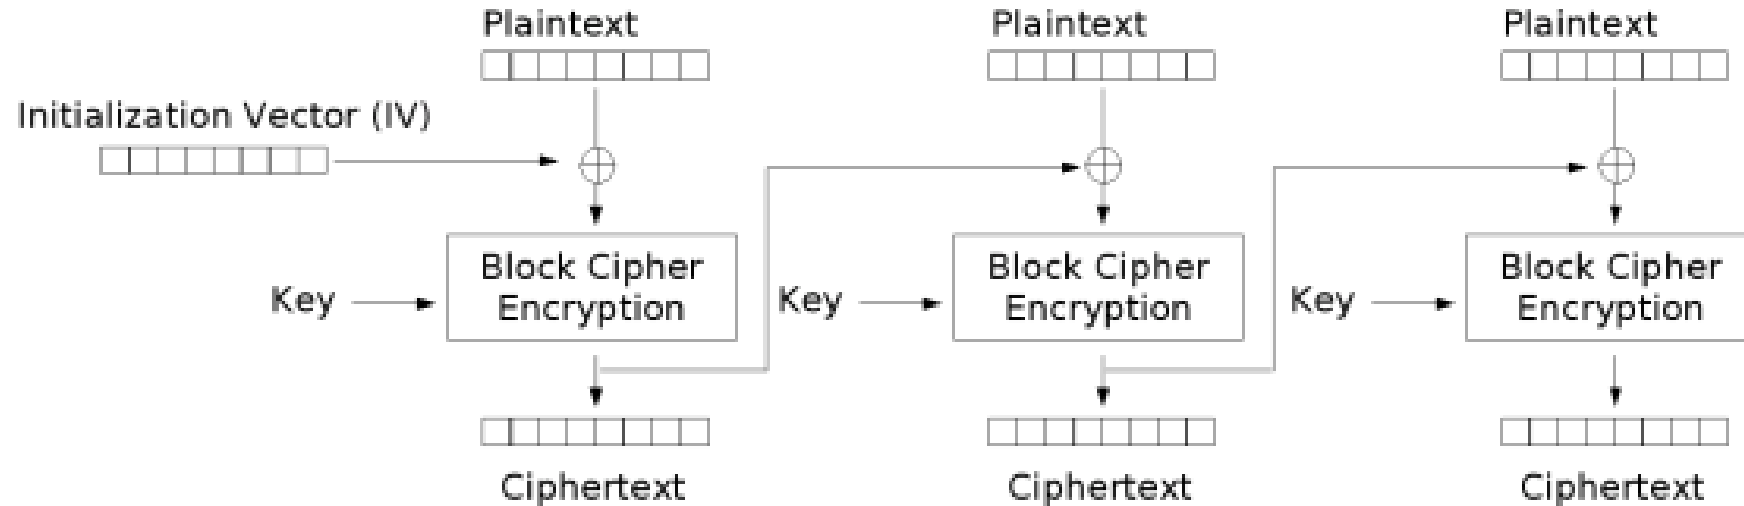 Plaintext
Plaintext
Plaintext
Initialization Vector (IV)
Block Cipher
Encryption
Block Cipher
Encryption
Block Cipher
Encryption
Key
Key
Key
Ciphertext
Ciphertext
Ciphertext